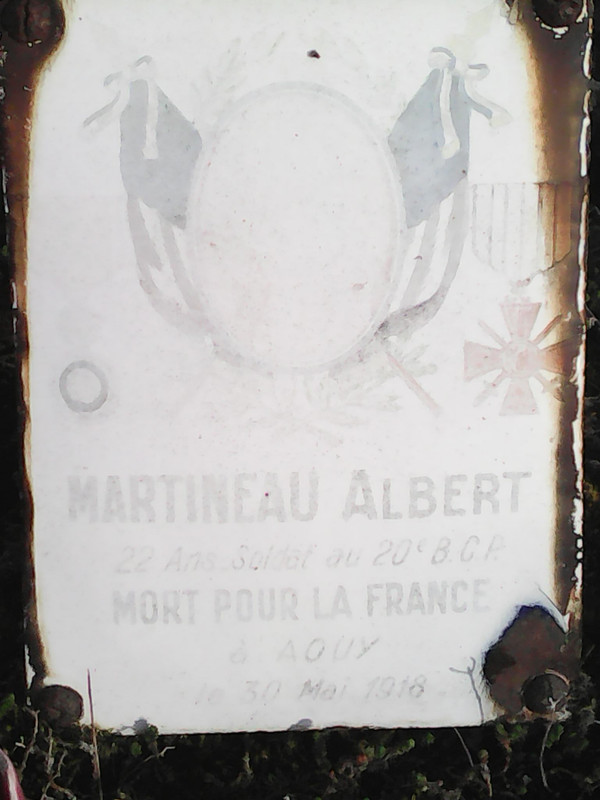 MARTINEAU ALBERT
22 Ans Soldat au 20e B.C.P.
MORT POUR LA FRANCE
à AOUY
le 30 Mai 1918